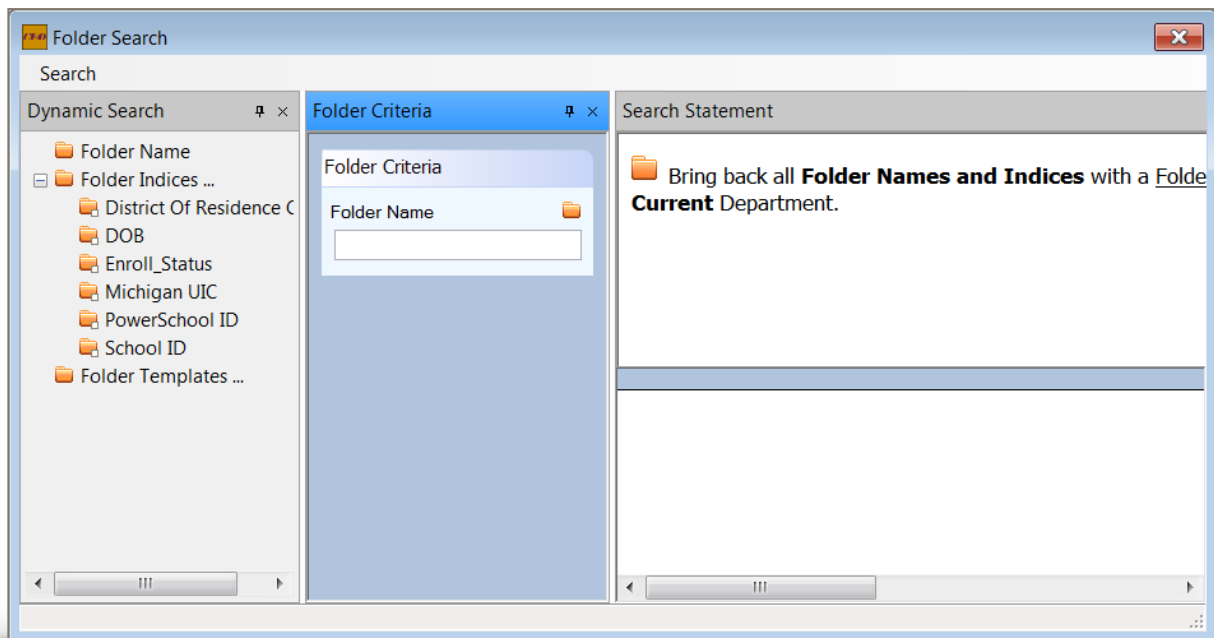 Folder Search
Search
Dynamic Search
Folder Name
Folder Indices ...
District Of Residence C
DOB
Enroll_Status
Michigan UIC
PowerSchool ID
School ID
Folder Templates ...
Folder Criteria
Folder Criteria
Folder Name
Search Statement
Bring back all Folder Names and Indices with a Folde
Current Department.